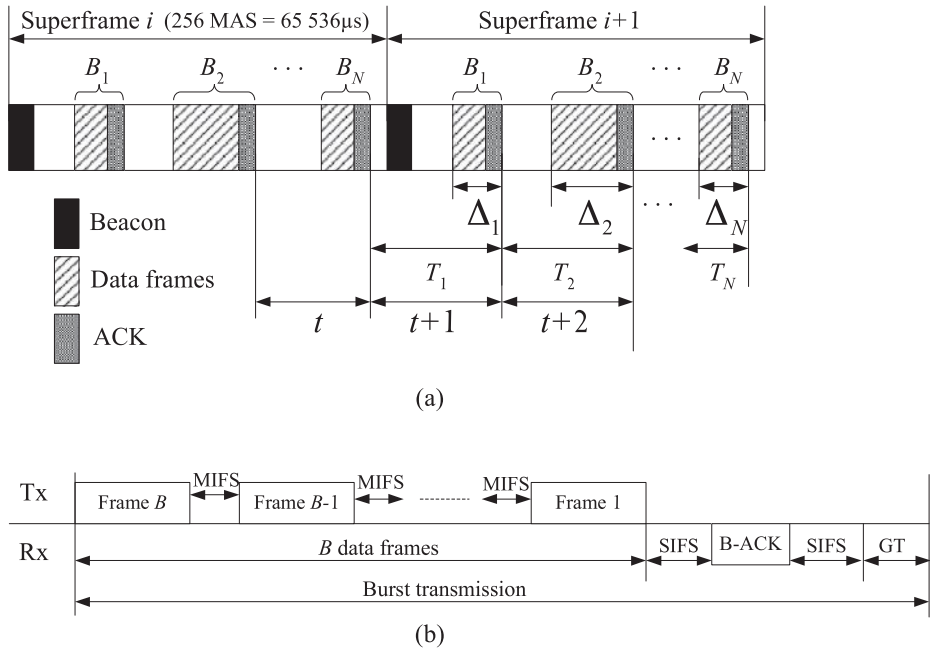 Superframe i (256 MAS = 65 536μs) Superframe i+1
B1 B2 · · · BN B1 B2 · · · BN
· · ·
Δ1 Δ2 · · · ΔN
T1 T2 TN
t t+1 t+2
Beacon
Data frames
ACK
(a)
Tx Frame B MIFS Frame B-1 MIFS MIFS Frame 1
Rx B data frames SIFS B-ACK SIFS GT
Burst transmission
(b)